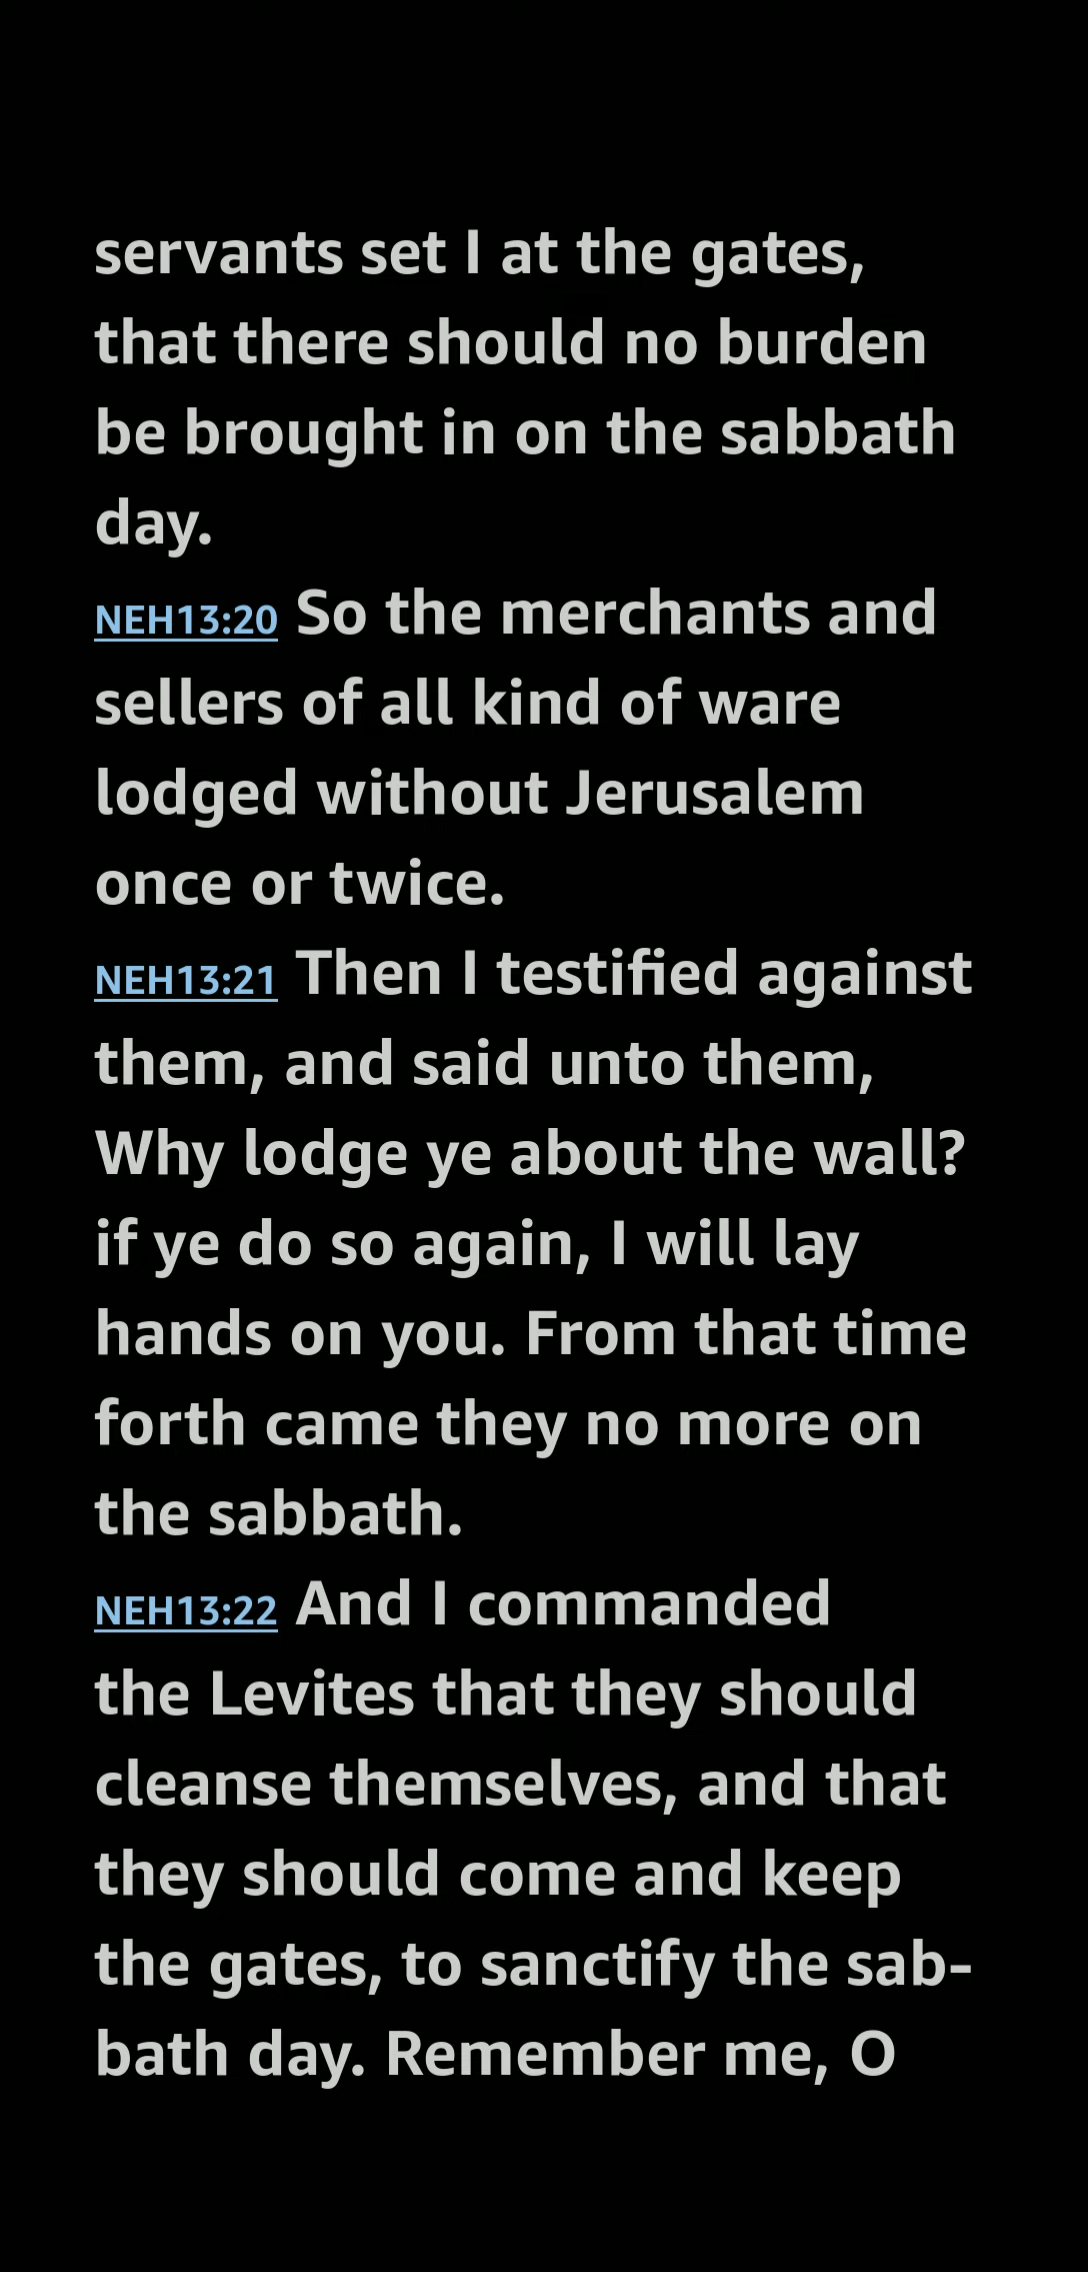 servants set I at the gates,
that there should no burden
be brought in on the sabbath
day.
NEH13:20 So the merchants and
sellers of all kind of ware
lodged without Jerusalem
once or twice.
NEH13:21 Then I testified against
them, and said unto them,
Why lodge ye about the wall?
if ye do so again, I will lay
hands on you. From that time
forth came they no more on
the sabbath.
NEH13:22 And I commanded
the Levites that they should
cleanse themselves, and that
they should come and keep
the gates, to sanctify the sab-
bath day. Remember me, O